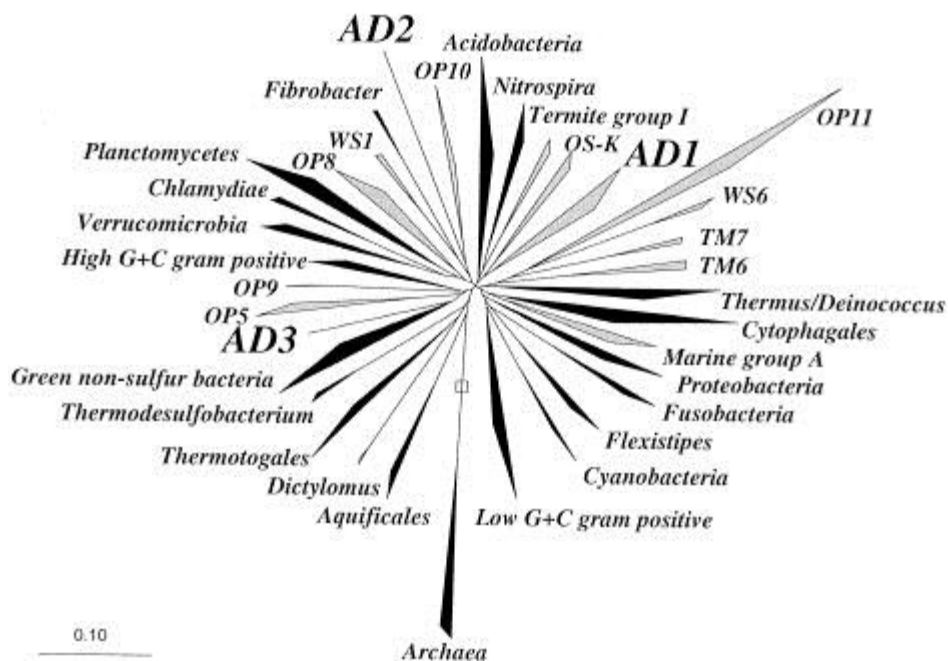 AD2
Acidobacteria
OP10
Nitrospira
Fibrobacter
Termite group I
OP11
WS1
OS-K
AD1
Planctomycetes
OP8
Chlamydiae
WS6
Verrucomicrobia
TM7
High G+C gram positive
TM6
OP9
Thermus/Deinococcus
OP5
Cytophagales
AD3
Marine group A
Green non-sulfur bacteria
Proteobacteria
Thermodesulfobacterium
Fusobacteria
Flexistipes
Thermotogales
Cyanobacteria
Dictylomus
Aquificales
Low G+C gram positive
0.10
Archaea